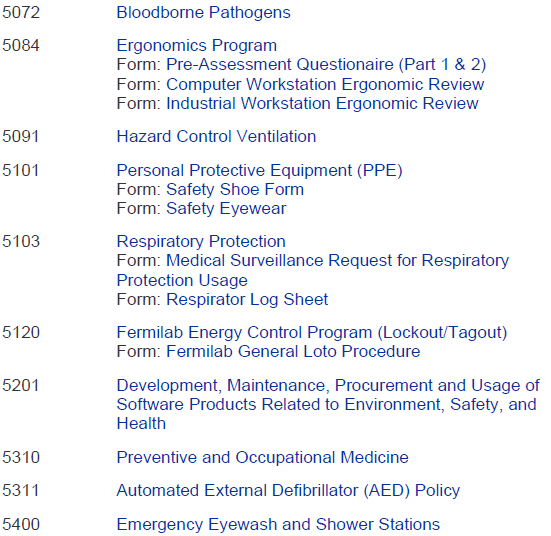 5072 Bloodborne Pathogens
5084 Ergonomics Program
Form: Pre-Assessment Questionaire (Part 1 & 2)
Form: Computer Workstation Ergonomic Review
Form: Industrial Workstation Ergonomic Review
5091 Hazard Control Ventilation
5101 Personal Protective Equipment (PPE)
Form: Safety Shoe Form
Form: Safety Eyewear
5103 Respiratory Protection
Form: Medical Surveillance Request for Respiratory
Protection Usage
Form: Respirator Log Sheet
5120 Fermilab Energy Control Program (Lockout/Tagout)
Form: Fermilab General Loto Procedure
5201 Development, Maintenance, Procurement and Usage of
Software Products Related to Environment, Safety, and
Health
5310 Preventive and Occupational Medicine
5311 Automated External Defibrillator (AED) Policy
5400 Emergency Eyewash and Shower Stations